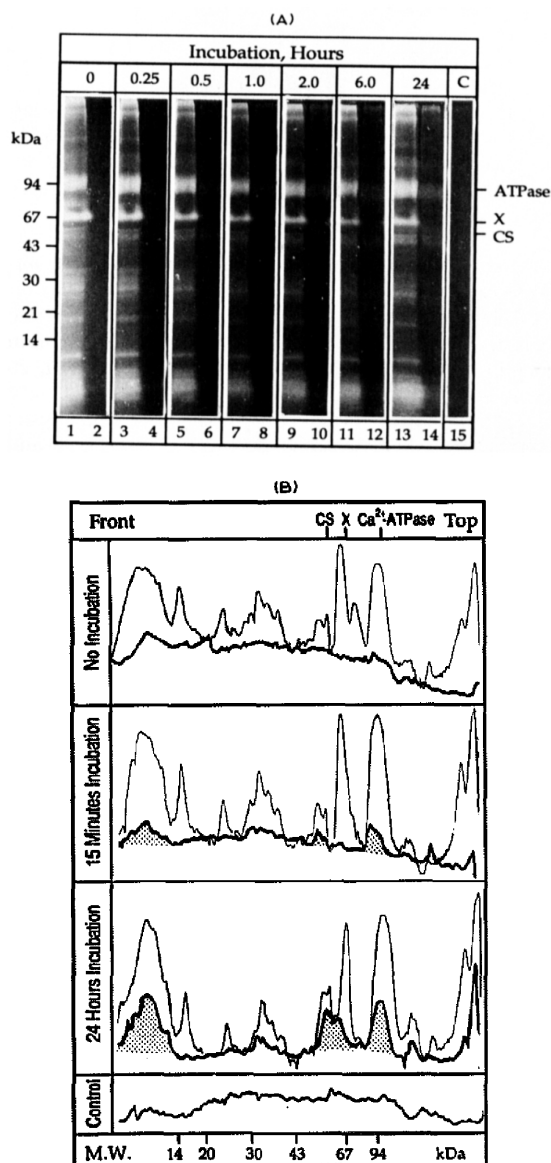 (A)
Incubation, Hours
0 0.25 0.5 1.0 2.0 6.0 24 C
kDa
94
67
43
30
21
14
ATPase
X
CS
1 2 3 4 5 6 7 8 9 10 11 12 13 14 15
(B)
Front CS X Ca²⁺-ATPase Top
No Incubation
15 Minutes Incubation
24 Hours Incubation
Control
M.W. 14 20 30 43 67 94 kDa